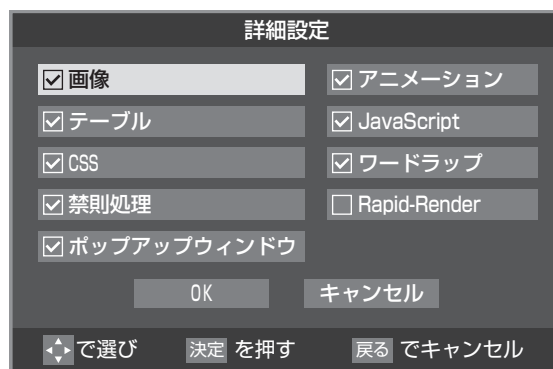 詳細設定
画像 アニメーション
テーブル JavaScript
CSS ワードラップ
禁則処理 Rapid-Render
ポップアップウィンドウ
OK キャンセル
で選び 決定 を押す 戻る でキャンセル